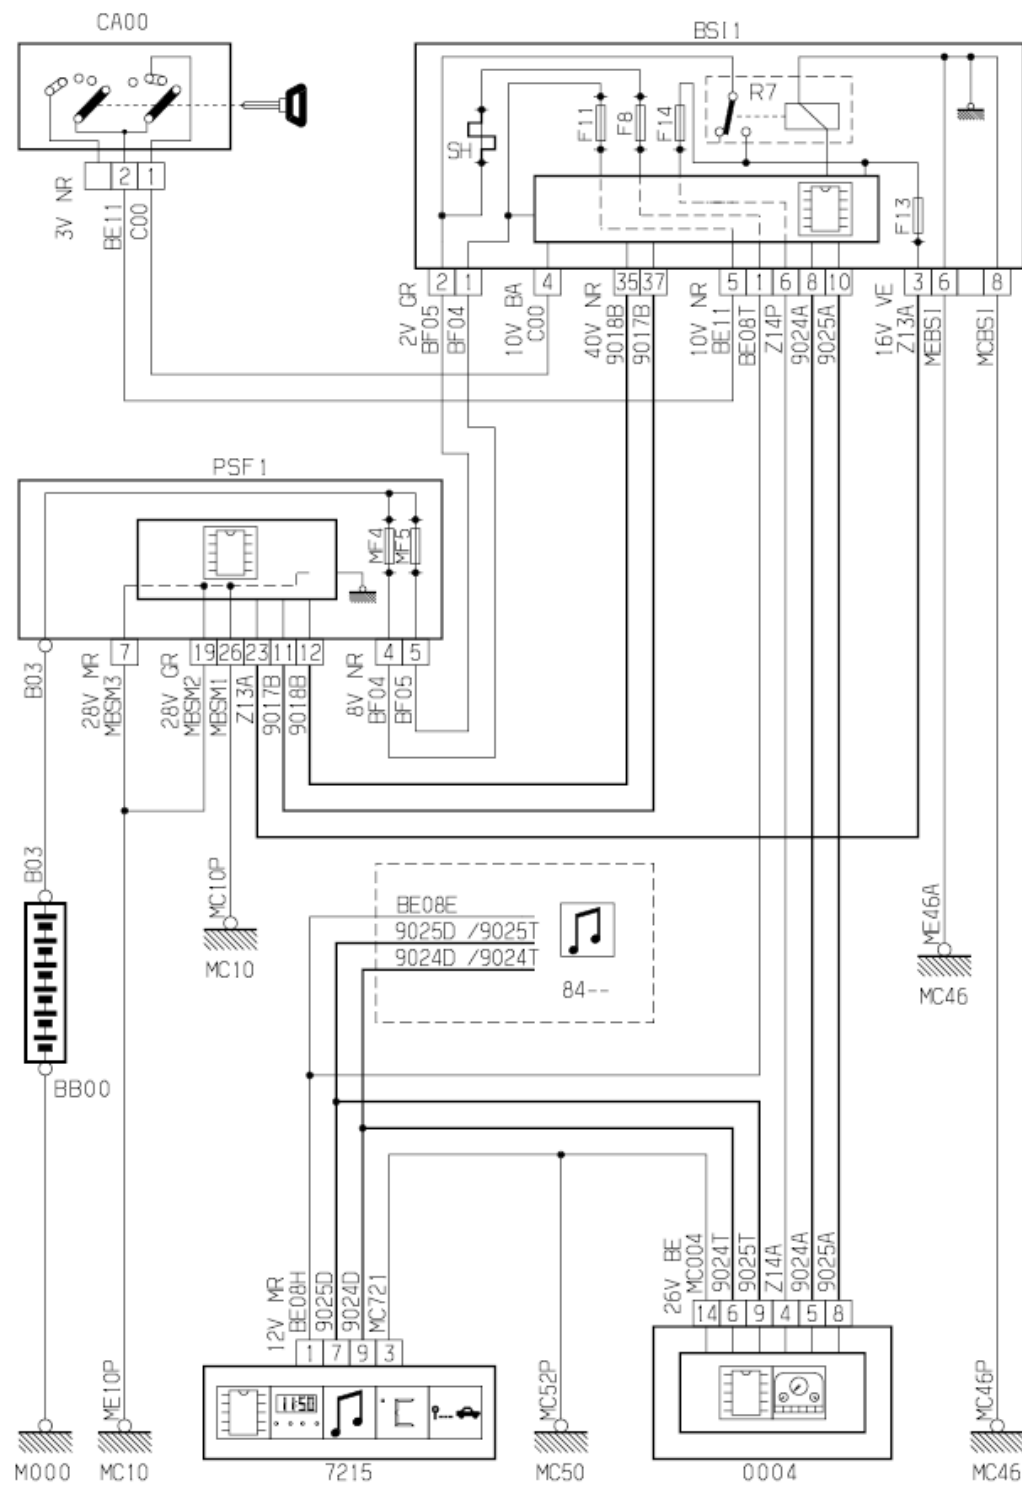 CA00
BSI1
R7
F11
F8
F14
SH
F13
2
1
3V NR
BE11
C00
2
1
4
35
37
5
1
6
8
10
3
6
8
2V GR
BF05
BF04
10V BA
C00
40V NR
9018B
9017B
10V NR
BE11
BE08T
Z14P
9024A
9025A
16V VE
Z13A
MEBSI
MCBSI
PSF1
MF4
MF5
7
19
26
23
11
12
4
5
B03
28V MR
MBSM3
28V GR
MBSM2
MBSM1
Z13A
9017B
9018B
8V NR
BF04
BF05
B03
MC10P
MC10
BE08E
9025D /9025T
9024D /9024T
84--
ME46A
MC46
BB00
12V MR
BE08H
9025D
9024D
MC721
26V BE
MC004
9024T
9025T
Z14A
9024A
9025A
14
6
9
4
5
8
1
7
9
3
11:50
°C
ME10P
MC52P
MC46P
M000
MC10
7215
MC50
0004
MC46